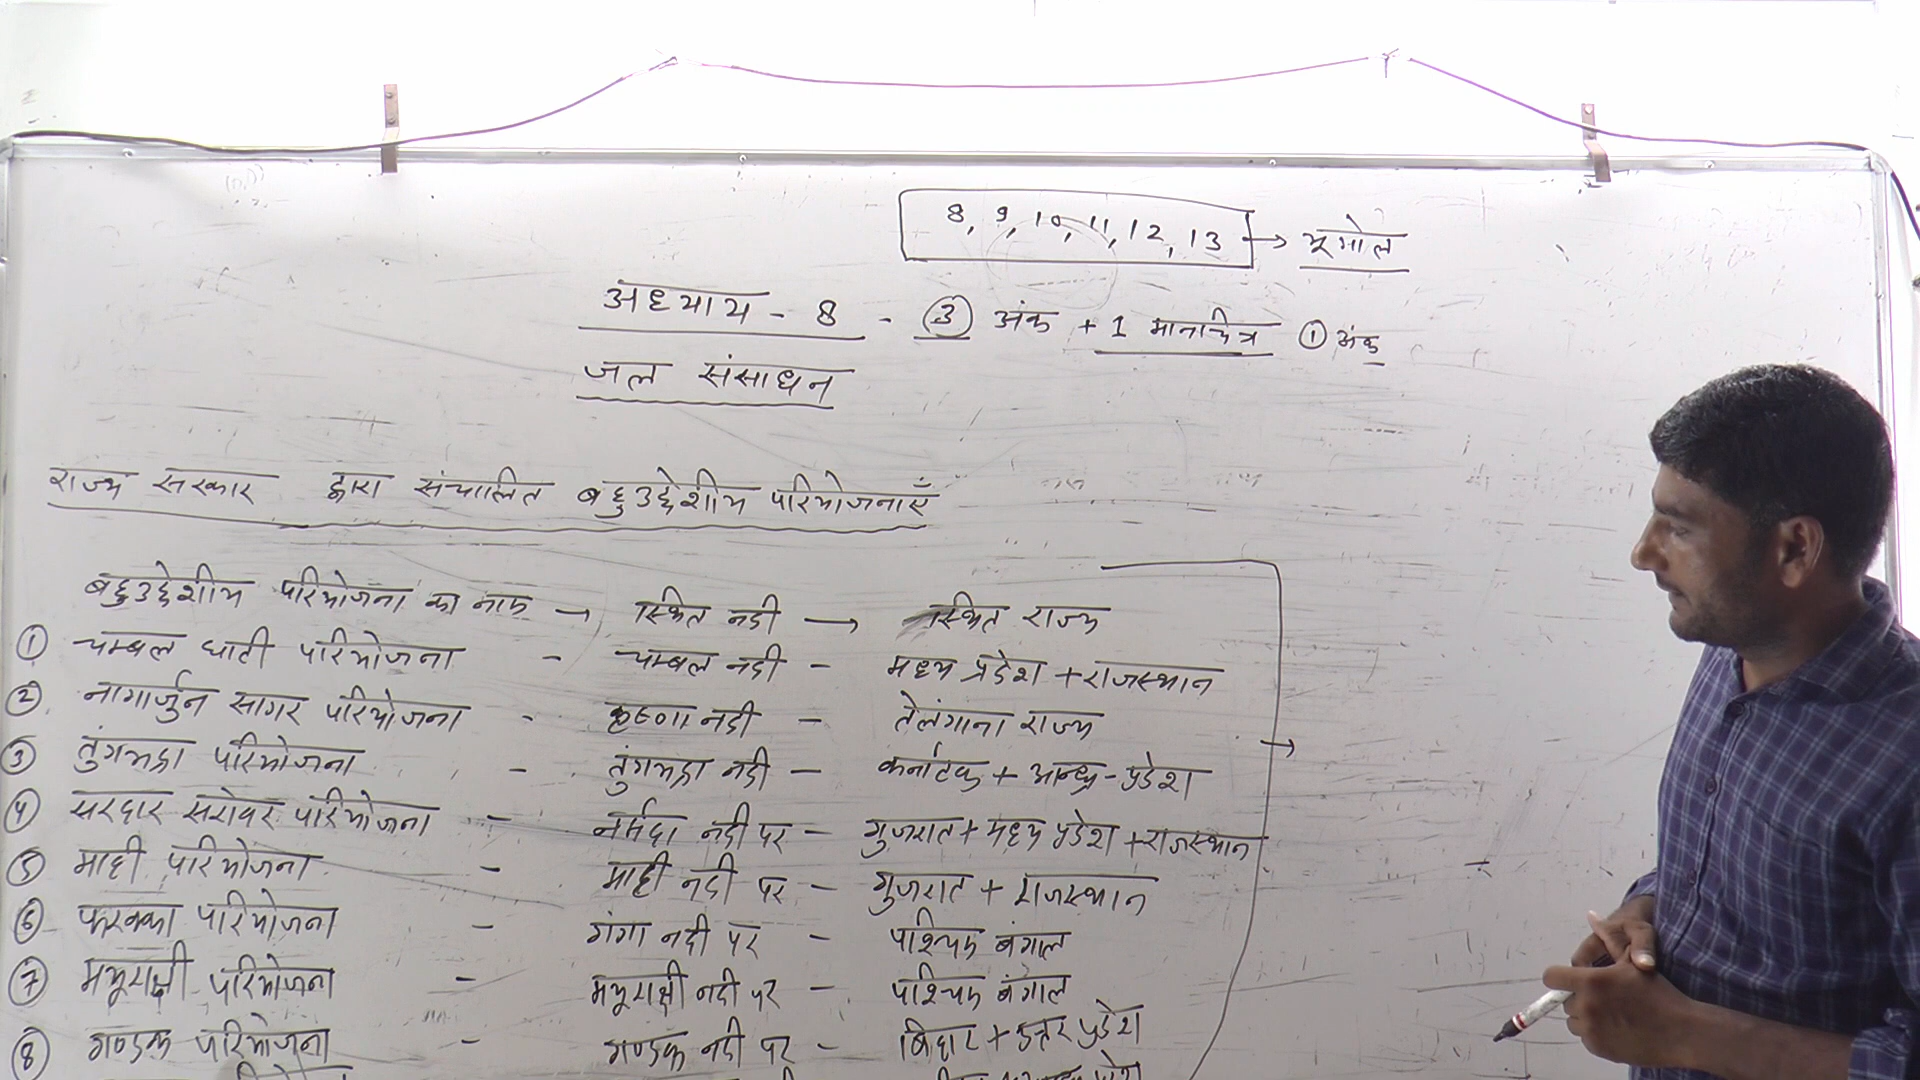 8, 9, 10, 11, 12, 13 → भूगोल
अध्याय - 8 - ③ अंक + 1 मानचित्र ① अंक
जल संसाधन
राज्य सरकार द्वारा संचालित बहुउद्देशीय परियोजनाएँ
बहुउद्देशीय परियोजना का नाम → स्थित नदी → स्थित राज्य
① चम्बल घाटी परियोजना - चम्बल नदी - मध्य प्रदेश + राजस्थान
② नागार्जुन सागर परियोजना - कृष्णा नदी - तेलंगाना राज्य
③ तुंगभद्रा परियोजना - तुंगभद्रा नदी - कर्नाटक + आन्ध्र-प्रदेश
④ सरदार सरोवर परियोजना - नर्मदा नदी पर - गुजरात + मध्य प्रदेश + राजस्थान
⑤ माही परियोजना - माही नदी पर - गुजरात + राजस्थान
⑥ फरक्का परियोजना - गंगा नदी पर - पश्चिम बंगाल
⑦ मयूराक्षी परियोजना - मयूराक्षी नदी पर - पश्चिम बंगाल
⑧ गण्डक परियोजना - गण्डक नदी पर - बिहार + उत्तर प्रदेश